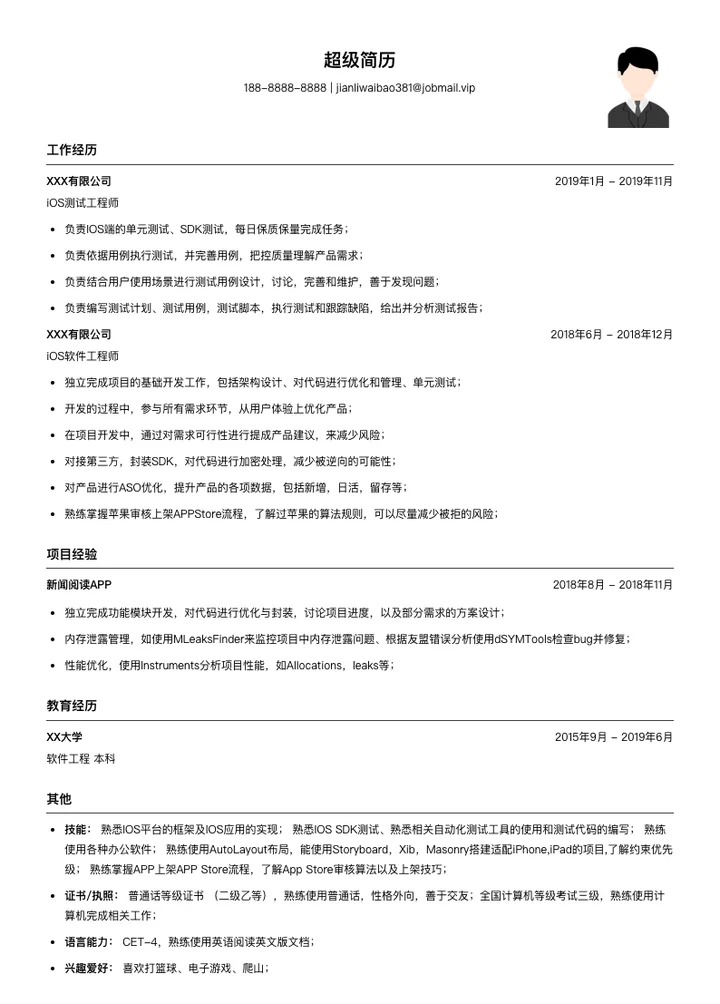 超级简历
188-8888-8888 | jianliwaibao381@jobmail.vip
工作经历
XXX有限公司 2019年1月 – 2019年11月
iOS测试工程师
• 负责IOS端的单元测试、SDK测试，每日保质保量完成任务；
• 负责依据用例执行测试，并完善用例，把控质量理解产品需求；
• 负责结合用户使用场景进行测试用例设计，讨论，完善和维护，善于发现问题；
• 负责编写测试计划、测试用例，测试脚本，执行测试和跟踪缺陷，给出并分析测试报告；
XXX有限公司 2018年6月 – 2018年12月
iOS软件工程师
• 独立完成项目的基础开发工作，包括架构设计、对代码进行优化和管理、单元测试；
• 开发的过程中，参与所有需求环节，从用户体验上优化产品；
• 在项目开发中，通过对需求可行性进行提成产品建议，来减少风险；
• 对接第三方，封装SDK，对代码进行加密处理，减少被逆向的可能性；
• 对产品进行ASO优化，提升产品的各项数据，包括新增，日活，留存等；
• 熟练掌握苹果审核上架APPStore流程，了解过苹果的算法规则，可以尽量减少被拒的风险；
项目经验
新闻阅读APP 2018年8月 – 2018年11月
• 独立完成功能模块开发，对代码进行优化与封装，讨论项目进度，以及部分需求的方案设计；
• 内存泄露管理，如使用MLeaksFinder来监控项目中内存泄露问题、根据友盟错误分析使用dSYMTools检查bug并修复；
• 性能优化，使用Instruments分析项目性能，如Allocations，leaks等；
教育经历
XX大学 2015年9月 – 2019年6月
软件工程 本科
其他
• 技能： 熟悉IOS平台的框架及IOS应用的实现； 熟悉IOS SDK测试、熟悉相关自动化测试工具的使用和测试代码的编写； 熟练
使用各种办公软件； 熟练使用AutoLayout布局，能使用Storyboard，Xib，Masonry搭建适配iPhone,iPad的项目,了解约束优先
级； 熟练掌握APP上架APP Store流程，了解App Store审核算法以及上架技巧；
• 证书/执照： 普通话等级证书 （二级乙等），熟练使用普通话，性格外向，善于交友；全国计算机等级考试三级，熟练使用计
算机完成相关工作；
• 语言能力： CET-4，熟练使用英语阅读英文版文档；
• 兴趣爱好： 喜欢打篮球、电子游戏、爬山；